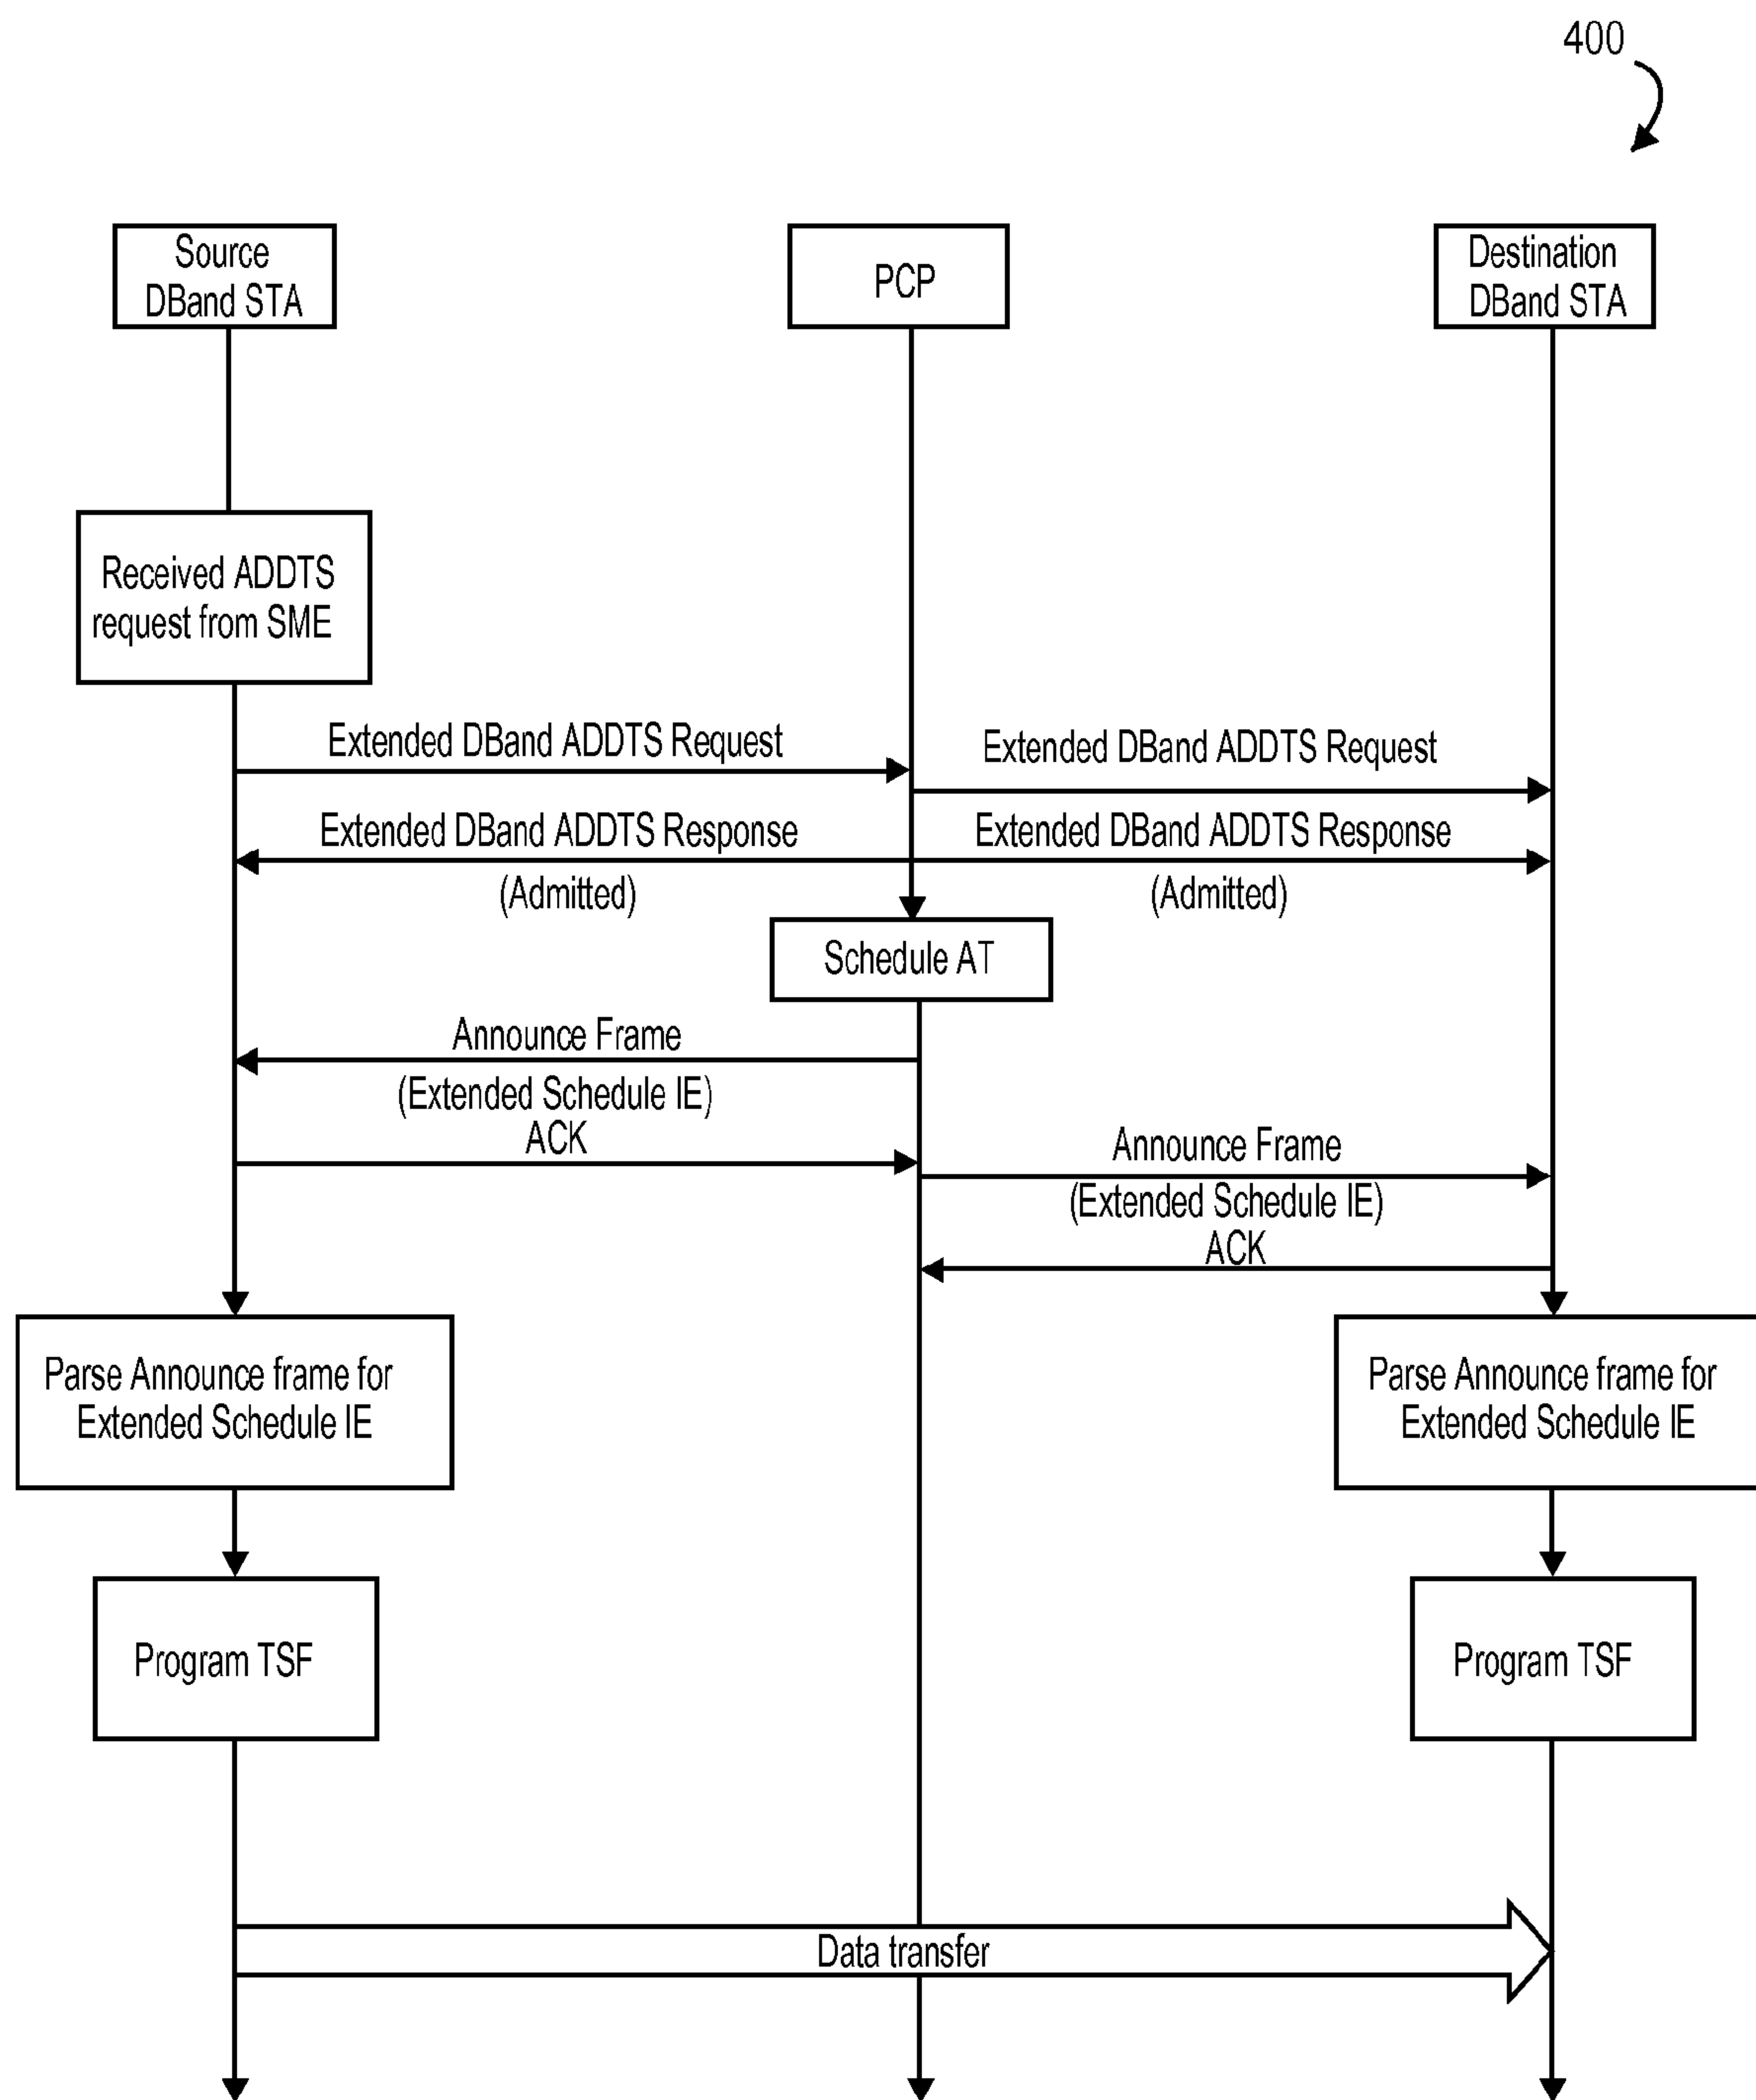 400
Source
DBand STA
PCP
Destination
DBand STA
Received ADDTS
request from SME
Extended DBand ADDTS Request
Extended DBand ADDTS Request
Extended DBand ADDTS Response
Extended DBand ADDTS Response
(Admitted)
(Admitted)
Schedule AT
Announce Frame
(Extended Schedule IE)
ACK
Announce Frame
(Extended Schedule IE)
ACK
Parse Announce frame for
Extended Schedule IE
Parse Announce frame for
Extended Schedule IE
Program TSF
Program TSF
Data transfer